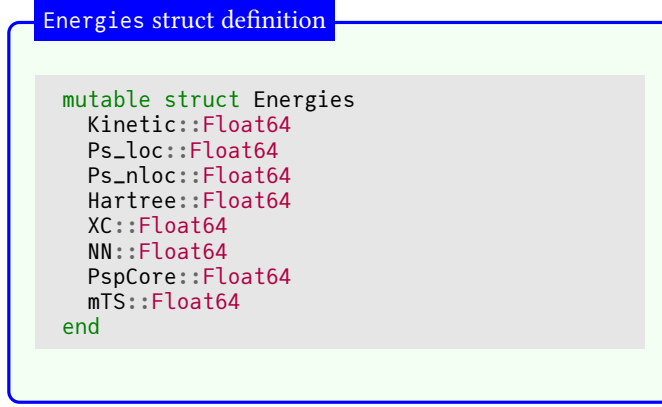 Energies struct definition
mutable struct Energies
  Kinetic::Float64
  Ps_loc::Float64
  Ps_nloc::Float64
  Hartree::Float64
  XC::Float64
  NN::Float64
  PspCore::Float64
  mTS::Float64
end